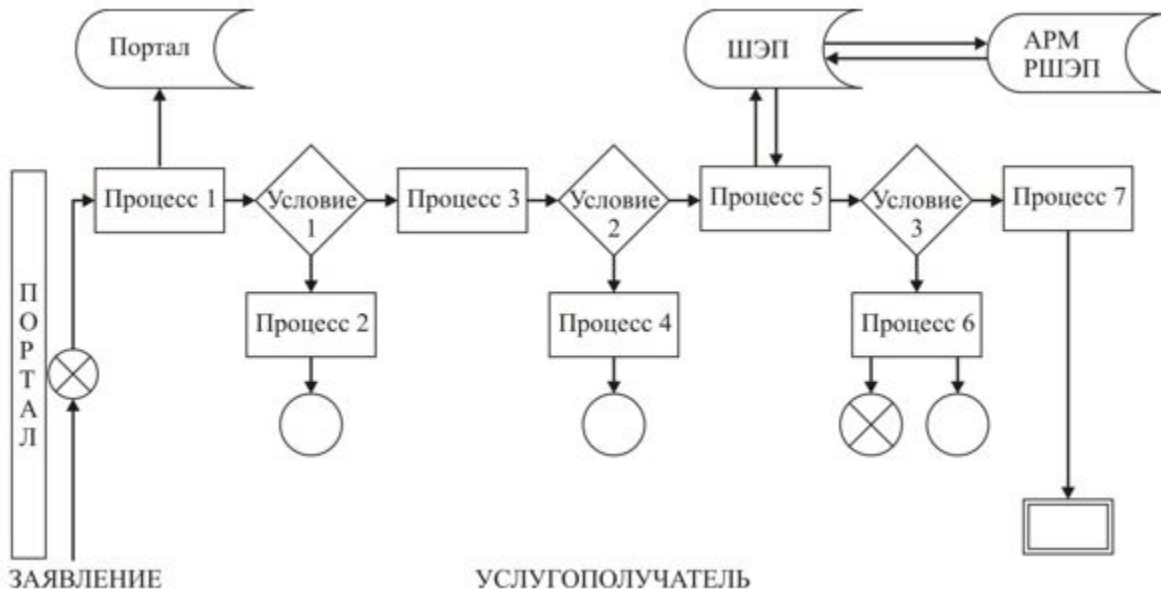 Портал
ШЭП
АРМ
РШЭП
Процесс 1
Условие
1
Процесс 3
Условие
2
Процесс 5
Условие
3
Процесс 7
П
О
Р
Т
А
Л
Процесс 2
Процесс 4
Процесс 6
ЗАЯВЛЕНИЕ
УСЛУГОПОЛУЧАТЕЛЬ